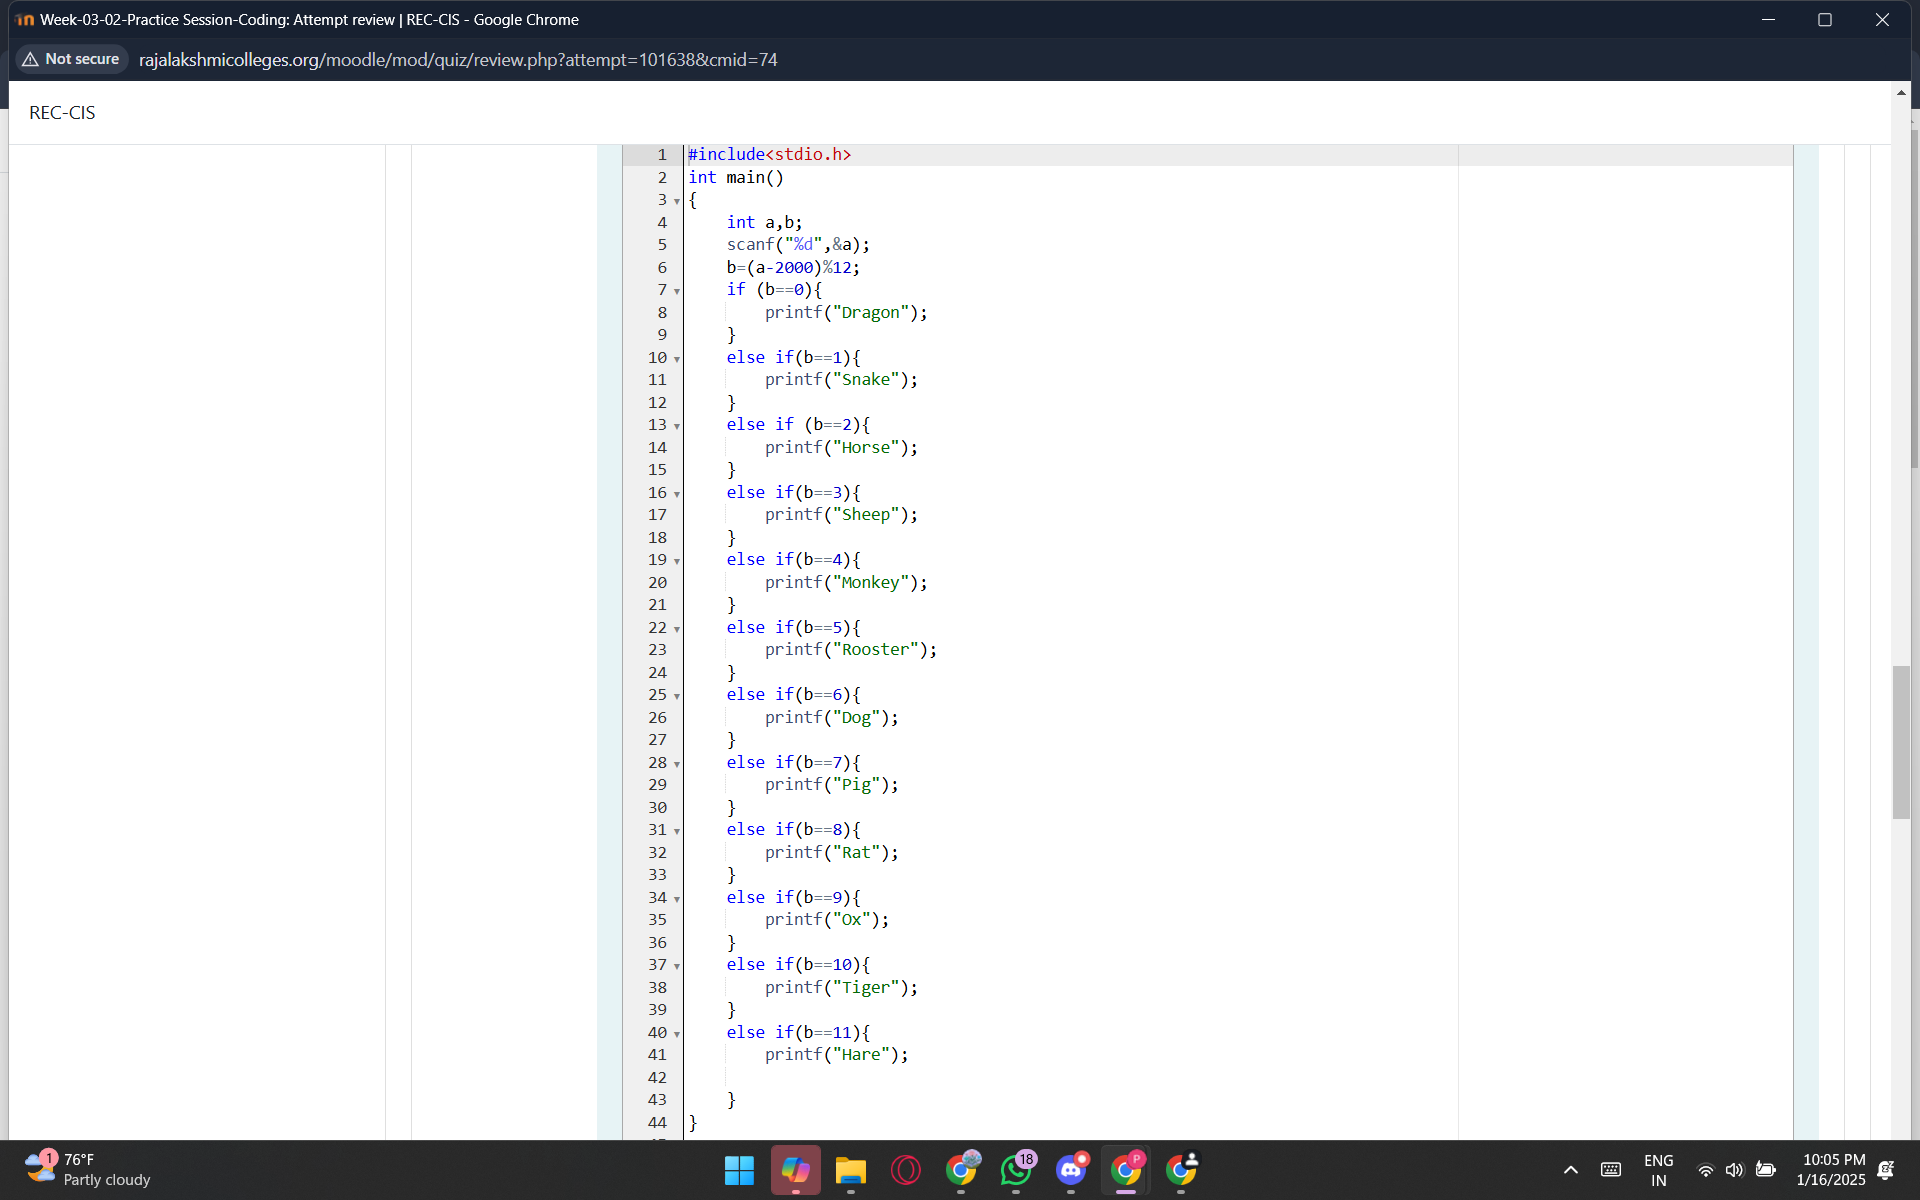 Week-03-02-Practice Session-Coding: Attempt review | REC-CIS - Google Chrome
Not secure rajalakshmicolleges.org/moodle/mod/quiz/review.php?attempt=101638&cmid=74
REC-CIS
1 #include<stdio.h>
2 int main()
3 {
4     int a,b;
5     scanf("%d",&a);
6     b=(a-2000)%12;
7     if (b==0){
8         printf("Dragon");
9     }
10     else if(b==1){
11         printf("Snake");
12     }
13     else if (b==2){
14         printf("Horse");
15     }
16     else if(b==3){
17         printf("Sheep");
18     }
19     else if(b==4){
20         printf("Monkey");
21     }
22     else if(b==5){
23         printf("Rooster");
24     }
25     else if(b==6){
26         printf("Dog");
27     }
28     else if(b==7){
29         printf("Pig");
30     }
31     else if(b==8){
32         printf("Rat");
33     }
34     else if(b==9){
35         printf("Ox");
36     }
37     else if(b==10){
38         printf("Tiger");
39     }
40     else if(b==11){
41         printf("Hare");
42
43     }
44 }
1 76°F
Partly cloudy
18
P
ENG
IN
10:05 PM
1/16/2025